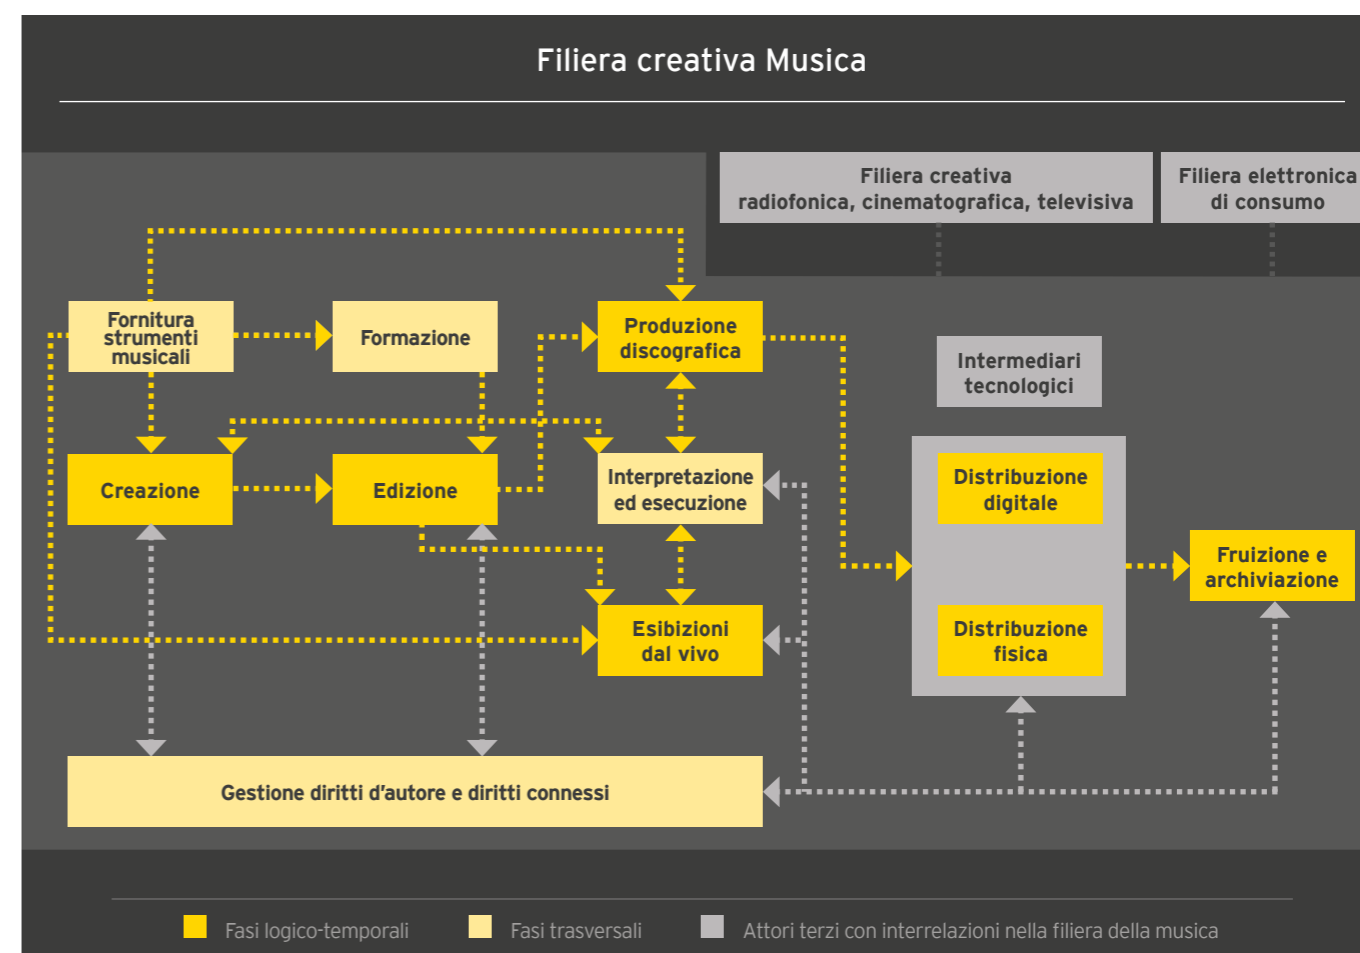 Filiera creativa Musica
Filiera creativa
radiofonica, cinematografica, televisiva
Filiera elettronica
di consumo
Fornitura
strumenti
musicali
Formazione
Produzione
discografica
Intermediari
tecnologici
Creazione
Edizione
Interpretazione
ed esecuzione
Distribuzione
digitale
Fruizione e
archiviazione
Esibizioni
dal vivo
Distribuzione
fisica
Gestione diritti d'autore e diritti connessi
Fasi logico-temporali
Fasi trasversali
Attori terzi con interrelazioni nella filiera della musica